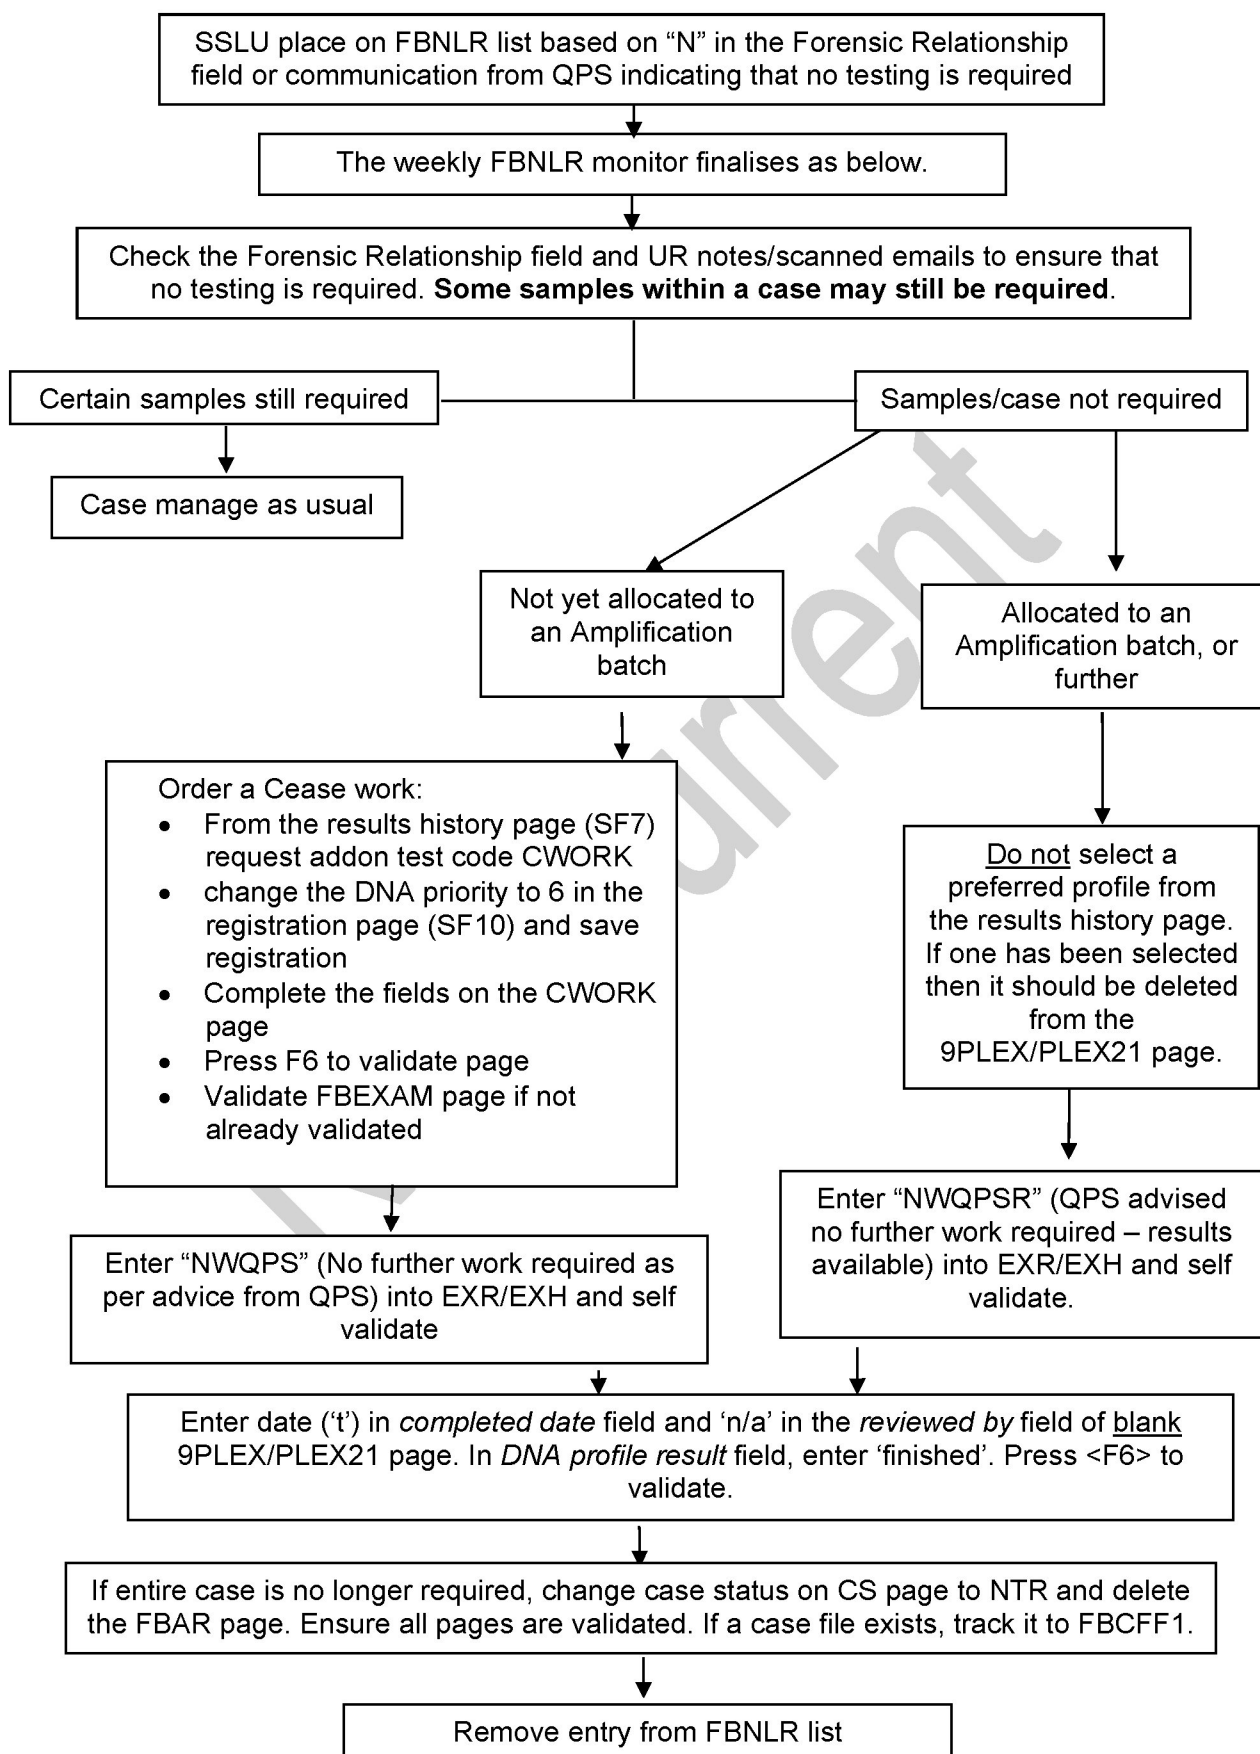 SSLU place on FBNLR list based on “N” in the Forensic Relationship
field or communication from QPS indicating that no testing is required
The weekly FBNLR monitor finalises as below.
Check the Forensic Relationship field and UR notes/scanned emails to ensure that
no testing is required. Some samples within a case may still be required.
Certain samples still required
Samples/case not required
Case manage as usual
Not yet allocated to
an Amplification
batch
Allocated to an
Amplification batch, or
further
Order a Cease work:
• From the results history page (SF7)
request addon test code CWORK
• change the DNA priority to 6 in the
registration page (SF10) and save
registration
• Complete the fields on the CWORK
page
• Press F6 to validate page
• Validate FBEXAM page if not
already validated
Do not select a
preferred profile from
the results history page.
If one has been selected
then it should be deleted
from the
9PLEX/PLEX21 page.
Enter “NWQPS” (No further work required as
per advice from QPS) into EXR/EXH and self
validate
Enter “NWQPSR” (QPS advised
no further work required – results
available) into EXR/EXH and self
validate.
Enter date (‘t’) in completed date field and ‘n/a’ in the reviewed by field of blank
9PLEX/PLEX21 page. In DNA profile result field, enter ‘finished’. Press <F6> to
validate.
If entire case is no longer required, change case status on CS page to NTR and delete
the FBAR page. Ensure all pages are validated. If a case file exists, track it to FBCFF1.
Remove entry from FBNLR list